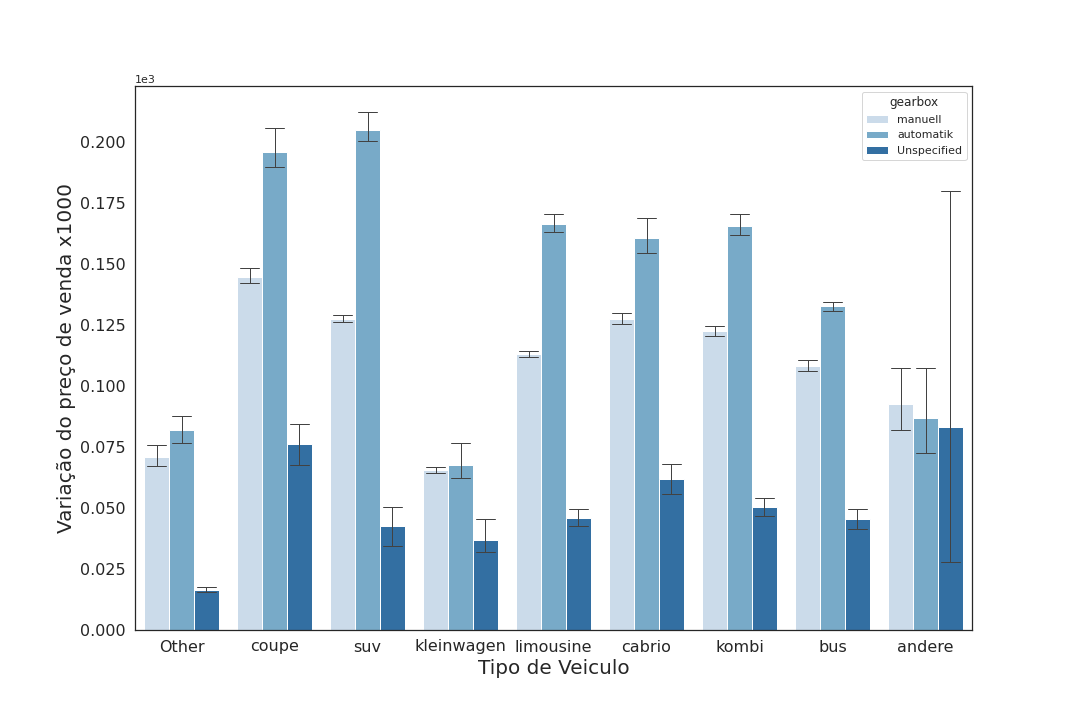 1e3
gearbox
manuell
automatik
Unspecified
Variação do preço de venda x1000
0.200
0.175
0.150
0.125
0.100
0.075
0.050
0.025
0.000
Other coupe suv kleinwagen limousine cabrio kombi bus andere
Tipo de Veiculo